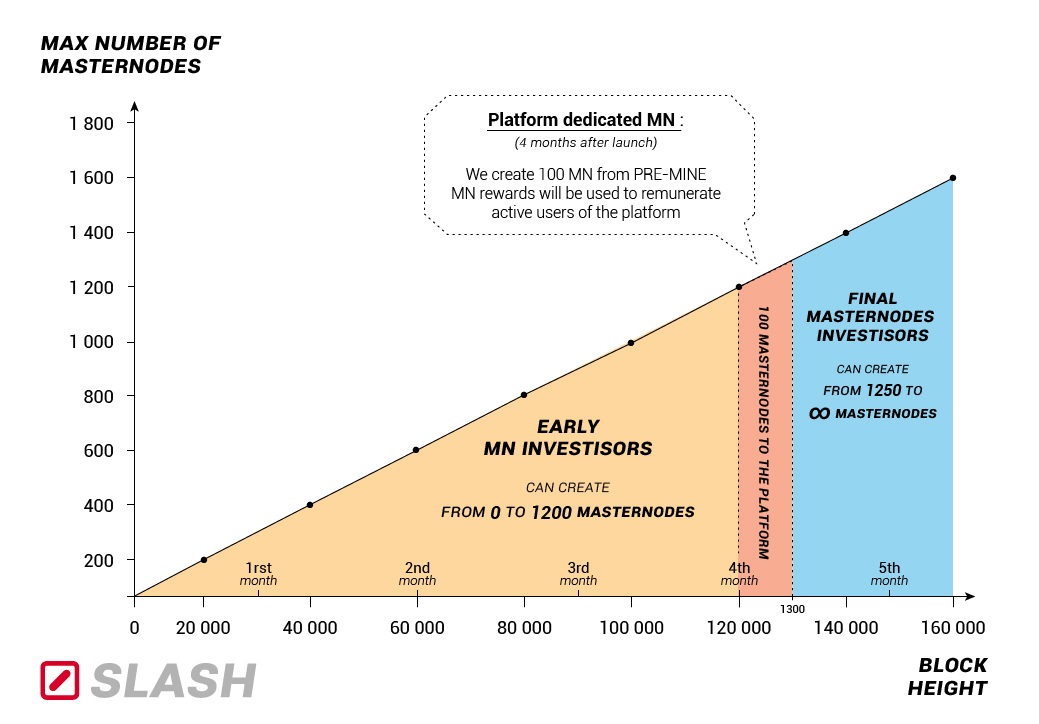 MAX NUMBER OF
MASTERNODES
Platform dedicated MN :
(4 months after launch)
We create 100 MN from PRE-MINE
MN rewards will be used to remunerate
active users of the platform
1 800
1 600
1 400
1 200
1 000
800
600
400
200
EARLY
MN INVESTISORS
CAN CREATE
FROM 0 TO 1200 MASTERNODES
100 MASTERNODES TO THE PLATFORM
FINAL
MASTERNODES
INVESTISORS
CAN CREATE
FROM 1250 TO
∞ MASTERNODES
1rst
month
2nd
month
3rd
month
4th
month
5th
month
1300
0 20 000 40 000 60 000 80 000 100 000 120 000 140 000 160 000
SLASH
BLOCK
HEIGHT